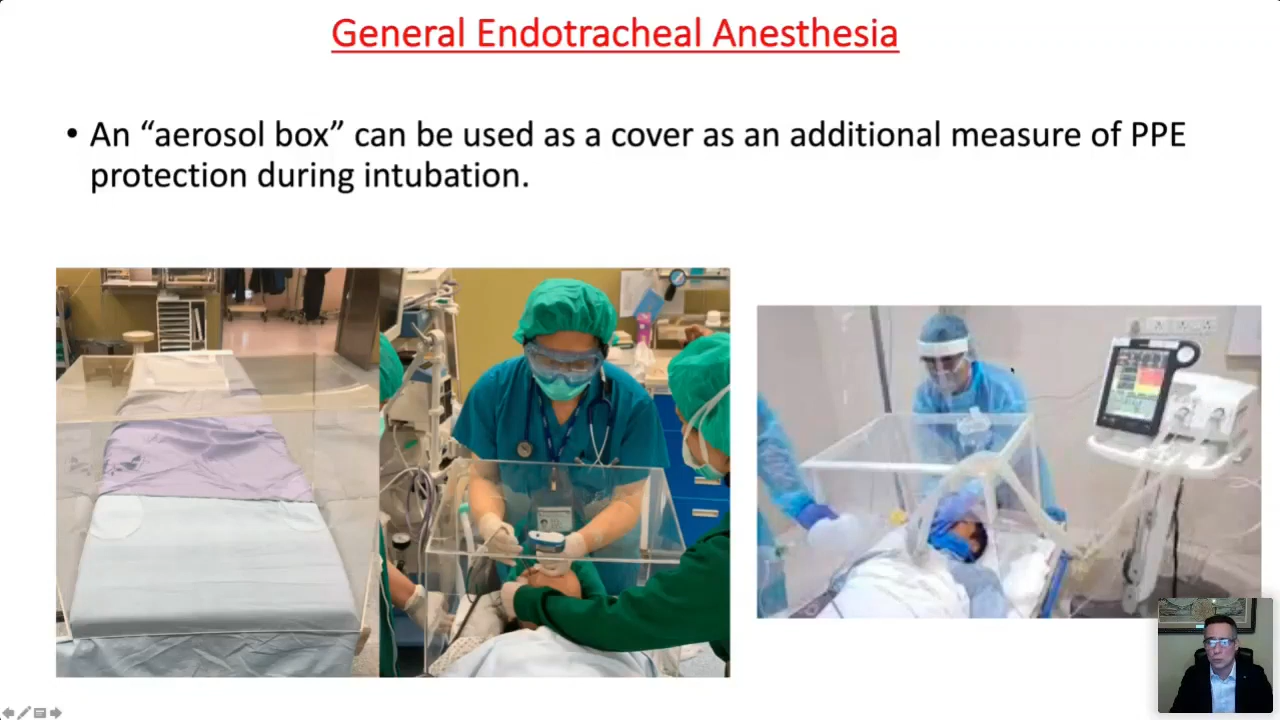 General Endotracheal Anesthesia
• An “aerosol box” can be used as a cover as an additional measure of PPE
protection during intubation.